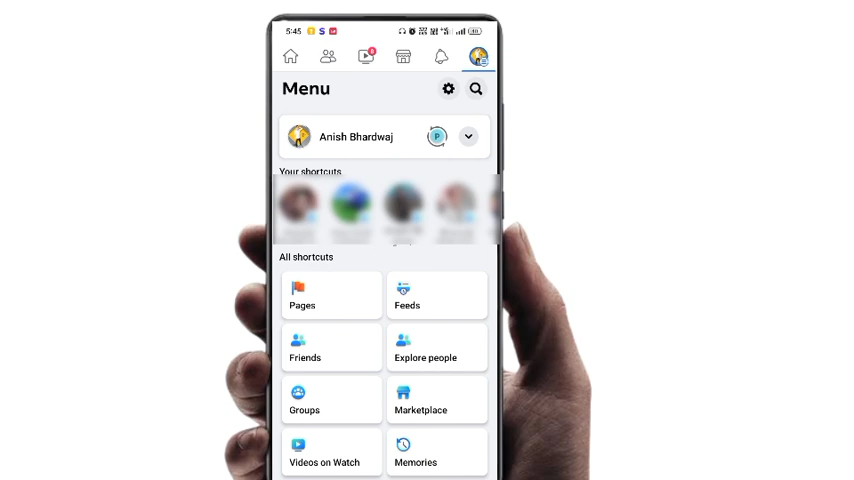 5:45
8
Menu
Anish Bhardwaj
P
Your shortcuts
All shortcuts
Pages
Feeds
Friends
Explore people
Groups
Marketplace
Videos on Watch
Memories